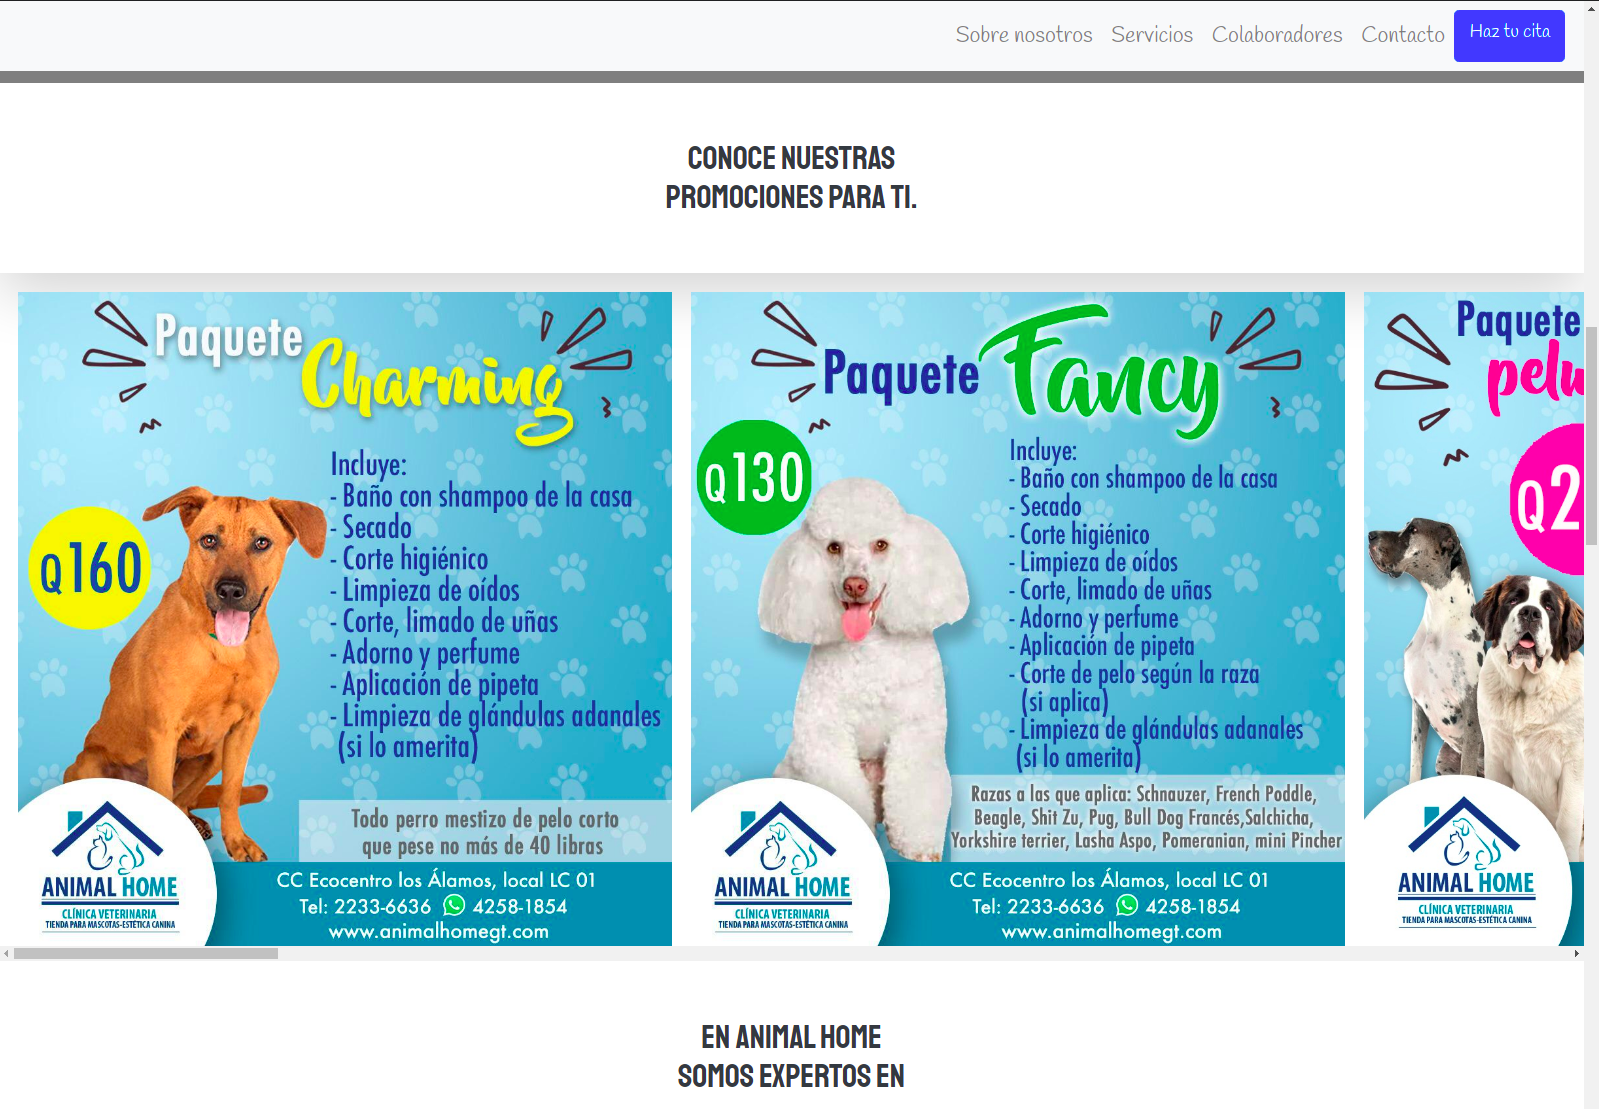 Sobre nosotros Servicios Colaboradores Contacto Haz tu cita
CONOCE NUESTRAS
PROMOCIONES PARA TI.
Paquete
Charming
Q160
Incluye:
- Baño con shampoo de la casa
- Secado
- Corte higiénico
- Limpieza de oídos
- Corte, limado de uñas
- Adorno y perfume
- Aplicación de pipeta
- Limpieza de glándulas adanales
(si lo amerita)
Todo perro mestizo de pelo corto
que pese no más de 40 libras
ANIMAL HOME
CLÍNICA VETERINARIA
TIENDA PARA MASCOTAS-ESTÉTICA CANINA
CC Ecocentro los Álamos, local LC 01
Tel: 2233-6636 4258-1854
www.animalhomegt.com
Paquete Fancy
Q130
Incluye:
- Baño con shampoo de la casa
- Secado
- Corte higiénico
- Limpieza de oídos
- Corte, limado de uñas
- Adorno y perfume
- Aplicación de pipeta
- Corte de pelo según la raza
(si aplica)
- Limpieza de glándulas adanales
(si lo amerita)
Razas a las que aplica: Schnauzer, French Poddle,
Beagle, Shit Zu, Pug, Bull Dog Francés,Salchicha,
Yorkshire terrier, Lasha Aspo, Pomeranian, mini Pincher
ANIMAL HOME
CLÍNICA VETERINARIA
TIENDA PARA MASCOTAS-ESTÉTICA CANINA
CC Ecocentro los Álamos, local LC 01
Tel: 2233-6636 4258-1854
www.animalhomegt.com
Paquete
ANIMAL HOME
CLÍNICA VETERINARIA
TIENDA PARA MASCOTAS-ESTÉTICA CANINA
EN ANIMAL HOME
SOMOS EXPERTOS EN